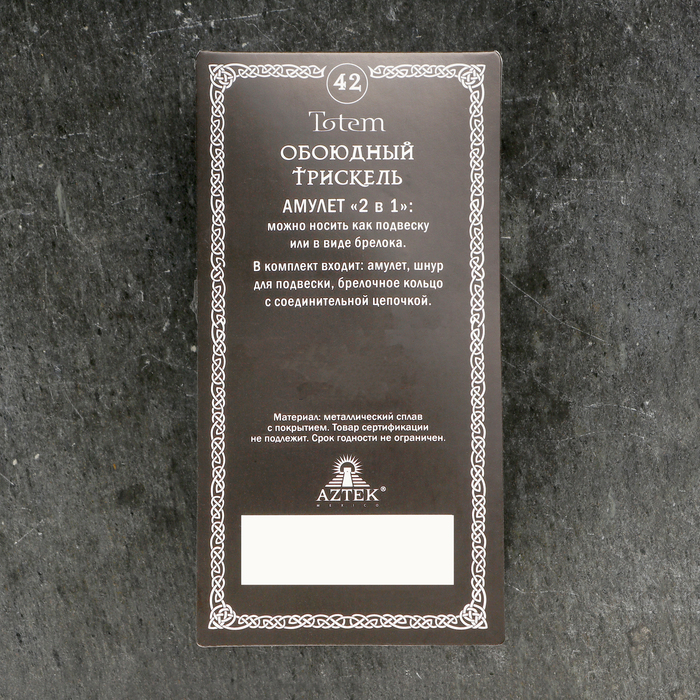 42
Totem
ОБОЮДНЫЙ
ТРИСКЕЛЬ
АМУЛЕТ «2 в 1»:
можно носить как подвеску
или в виде брелока.
В комплект входит: амулет, шнур
для подвески, брелочное кольцо
с соединительной цепочкой.
Материал: металлический сплав
с покрытием. Товар сертификации
не подлежит. Срок годности не ограничен.
AZTEK®
MEXICO